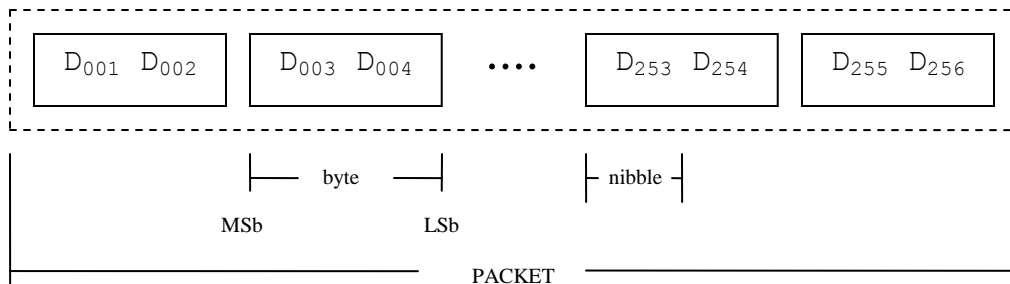 D001 D002 D003 D004 .... D253 D254 D255 D256
byte nibble
MSb LSb
PACKET